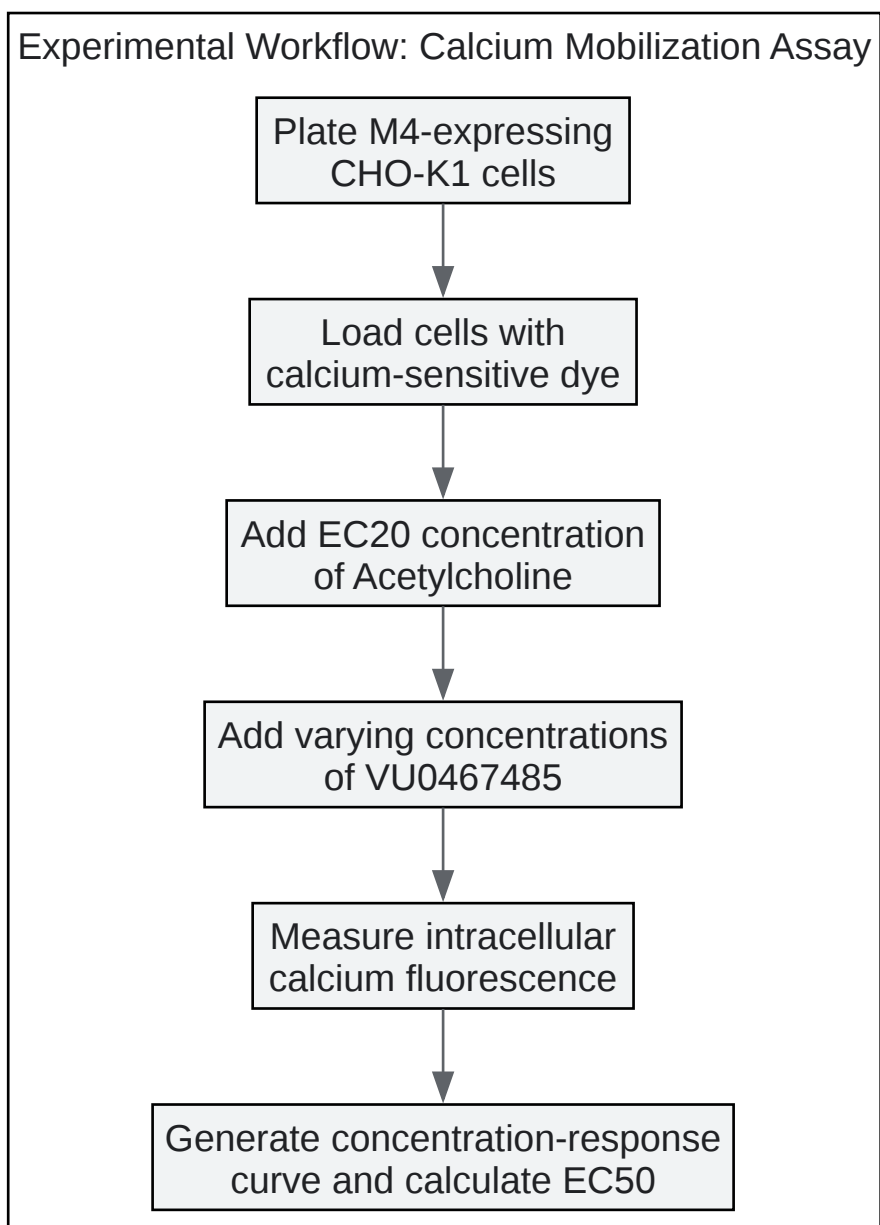 Experimental Workflow: Calcium Mobilization Assay
Plate M4-expressing
CHO-K1 cells
Load cells with
calcium-sensitive dye
Add EC20 concentration
of Acetylcholine
Add varying concentrations
of VU0467485
Measure intracellular
calcium fluorescence
Generate concentration-response
curve and calculate EC50